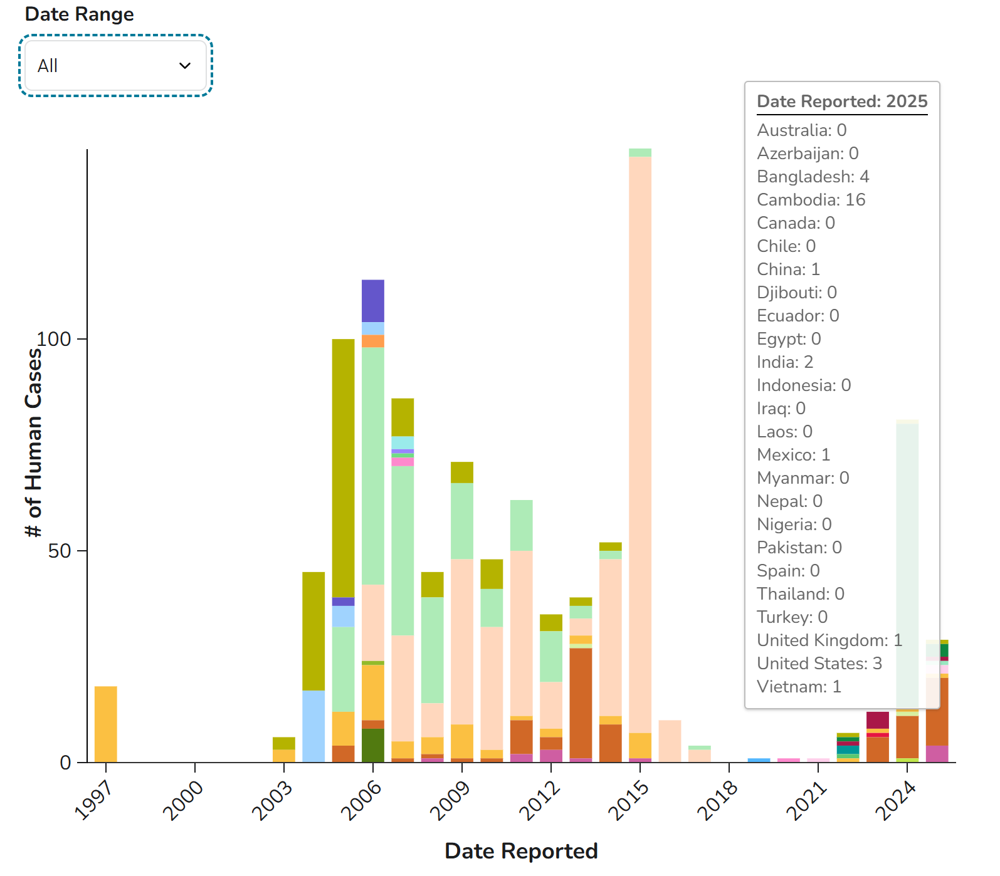 Date Range
All
Date Reported: 2025
Australia: 0
Azerbaijan: 0
Bangladesh: 4
Cambodia: 16
Canada: 0
Chile: 0
China: 1
Djibouti: 0
Ecuador: 0
Egypt: 0
India: 2
Indonesia: 0
Iraq: 0
Laos: 0
Mexico: 1
Myanmar: 0
Nepal: 0
Nigeria: 0
Pakistan: 0
Spain: 0
Thailand: 0
Turkey: 0
United Kingdom: 1
United States: 3
Vietnam: 1
# of Human Cases
100
50
0
1997
2000
2003
2006
2009
2012
2015
2018
2021
2024
Date Reported